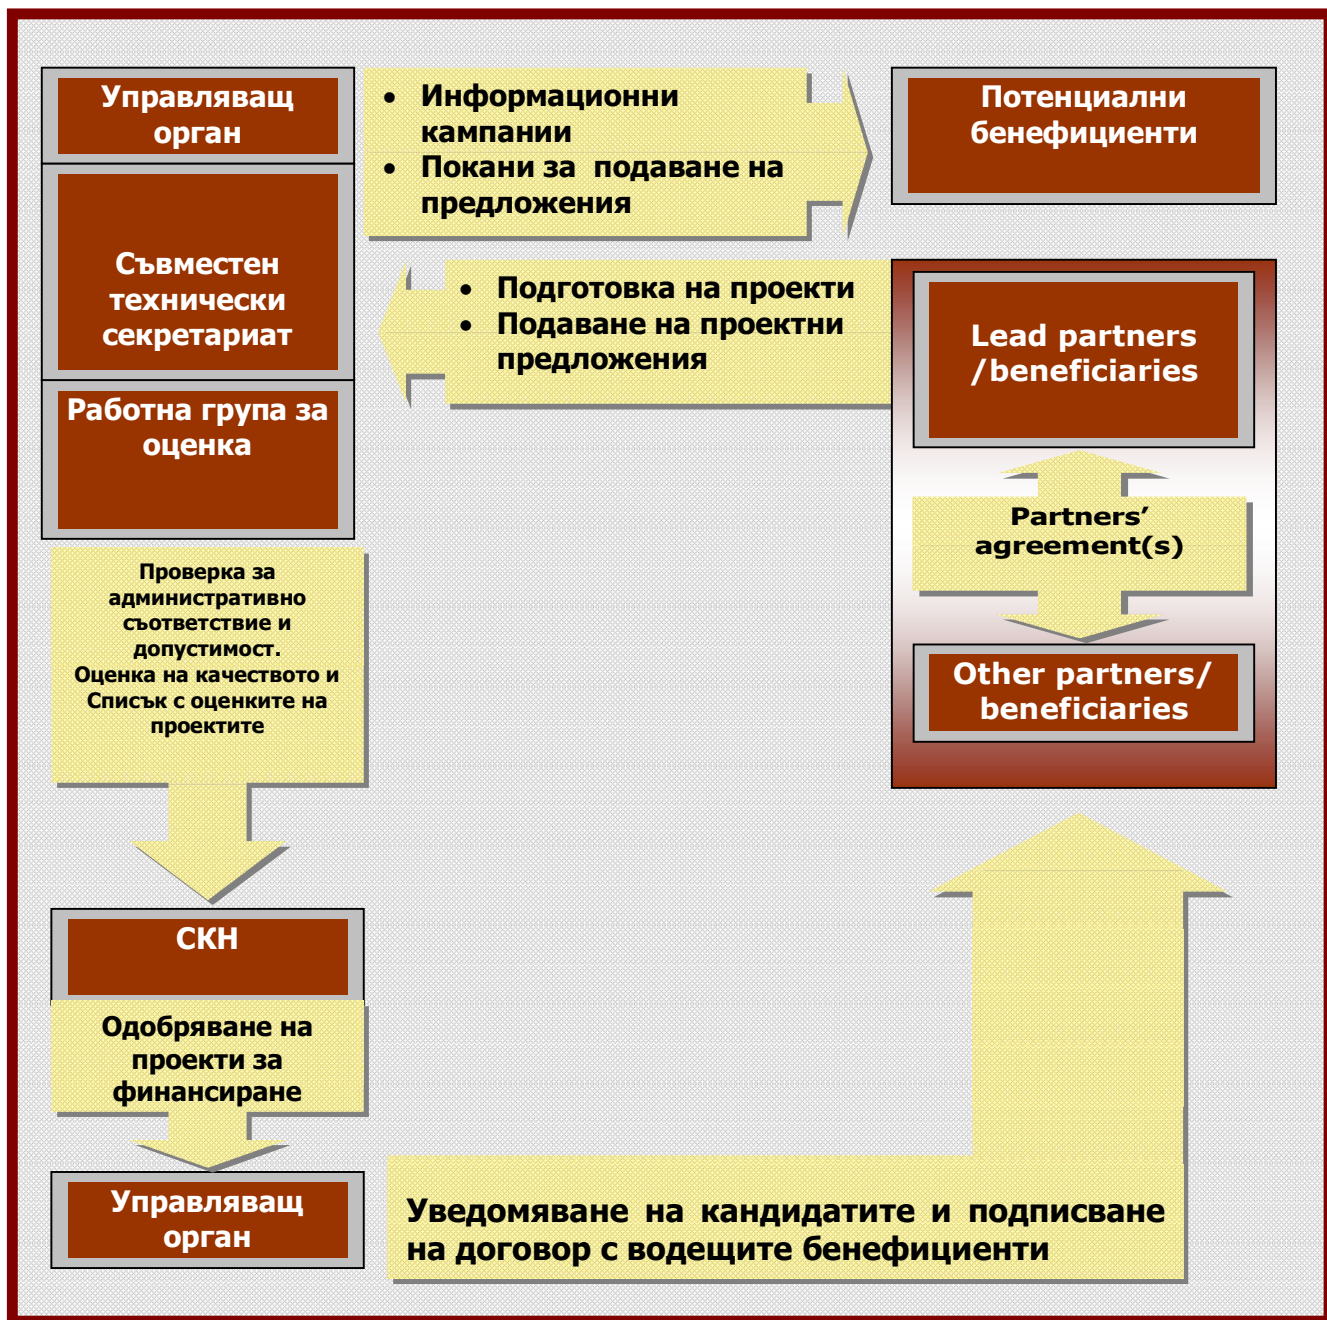 Управляващ
орган
• Информационни
кампании
• Покани за подаване на
предложения
Потенциални
бенефициенти
Съвместен
технически
секретариат
• Подготовка на проекти
• Подаване на проектни
предложения
Lead partners
/beneficiaries
Работна група за
оценка
Partners’
agreement(s)
Other partners/
beneficiaries
Проверка за
административно
съответствие и
допустимост.
Оценка на качеството и
Списък с оценките на
проектите
СКН
Одобряване на
проекти за
финансиране
Управляващ
орган
Уведомяване на кандидатите и подписване
на договор с водещите бенефициенти